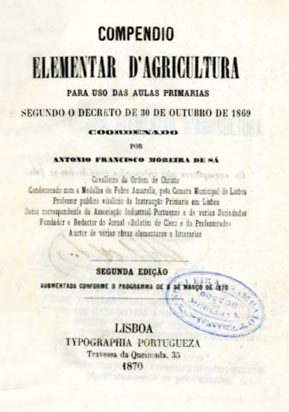 COMPENDIO
ELEMENTAR D'AGRICULTURA
PARA USO DAS AULAS PRIMARIAS
SEGUNDO O DECRETO DE 30 DE OUTUBRO DE 1869
COORDENADO
POR
ANTONIO FRANCISCO MOREIRA DE SÁ
Cavalleiro da Ordem de Christo
Condecorado com a Medalha da Febre Amarella, pela Camara Municipal de Lisboa
Professor publico vitalicio de Instrucção Primaria em Lisboa
Socio correspondente da Associação Industrial Portuense e de varias Sociedades
Fundador e Redactor do Jornal «Boletim do Clero e do Professorado»
Auctor de varias obras elementares e litterarias
SEGUNDA EDIÇÃO
AUGMENTADA CONFORME O PROGRAMMA DE 8 DE MARÇO DE 1870
LISBOA
TYPOGRAPHIA PORTUGUEZA
Travessa da Queimada, 35
1870